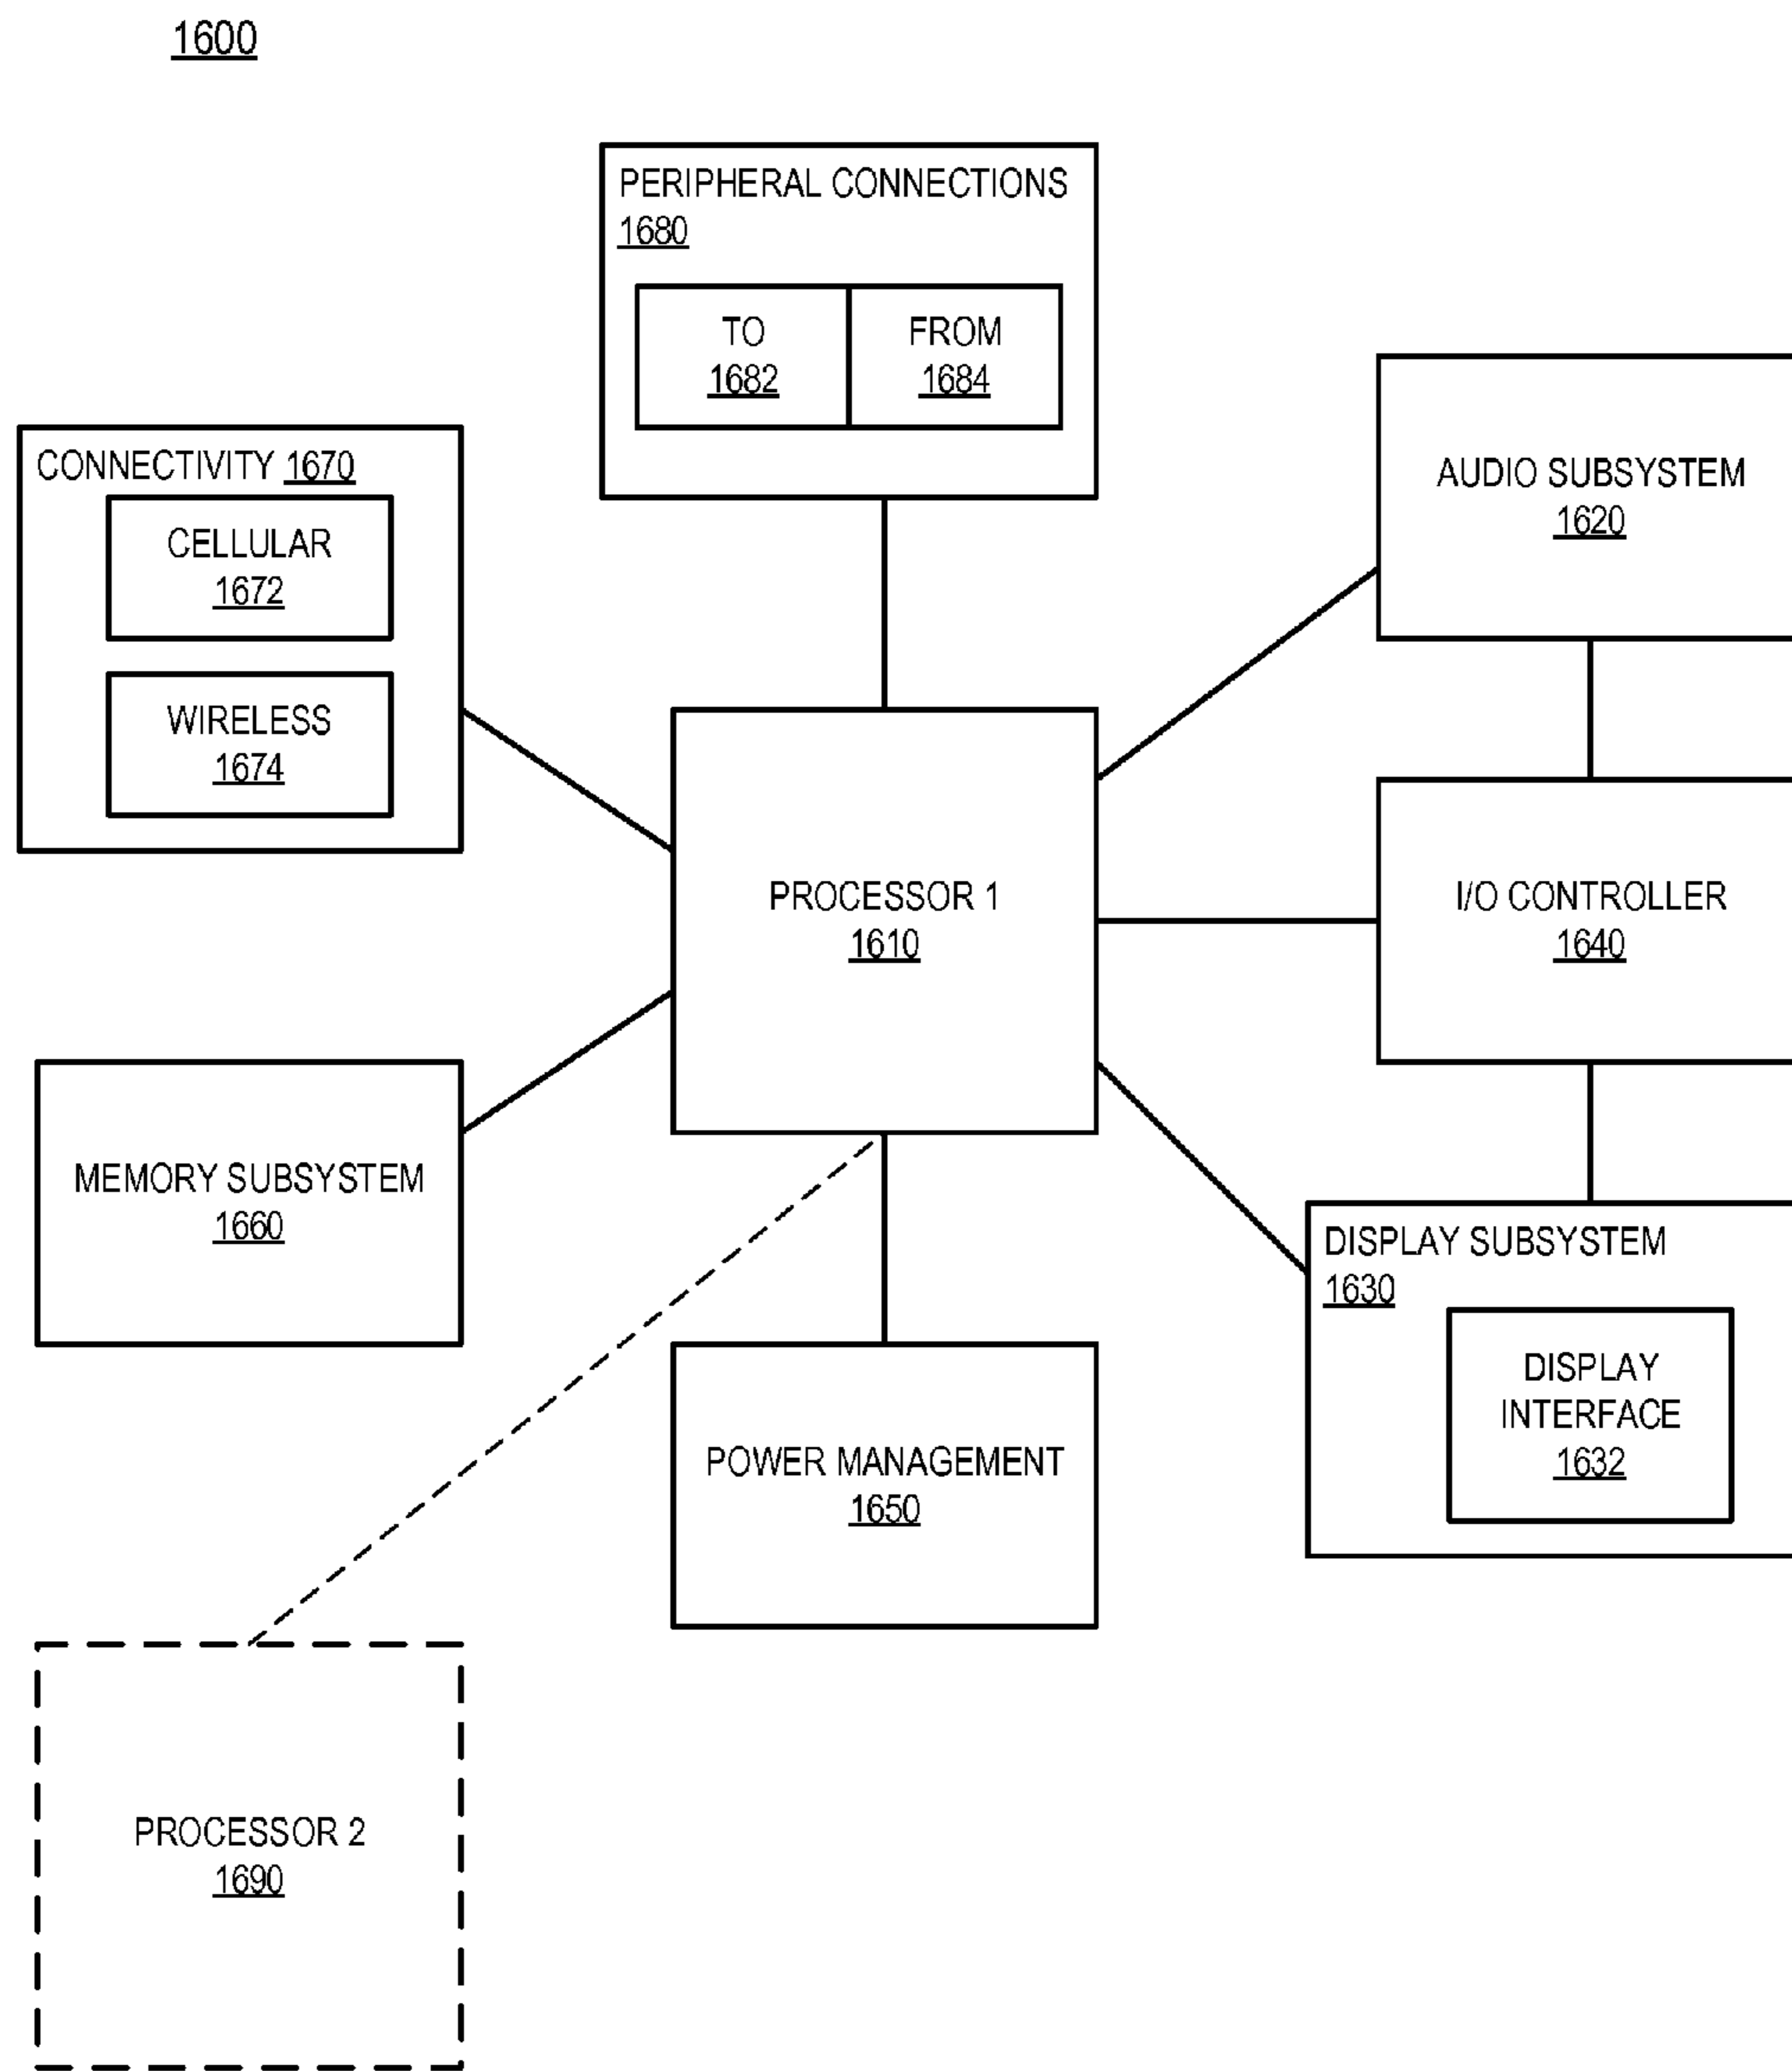 1600
PERIPHERAL CONNECTIONS
1680
TO
1682
FROM
1684
CONNECTIVITY 1670
CELLULAR
1672
WIRELESS
1674
AUDIO SUBSYSTEM
1620
PROCESSOR 1
1610
I/O CONTROLLER
1640
MEMORY SUBSYSTEM
1660
DISPLAY SUBSYSTEM
1630
DISPLAY
INTERFACE
1632
POWER MANAGEMENT
1650
PROCESSOR 2
1690